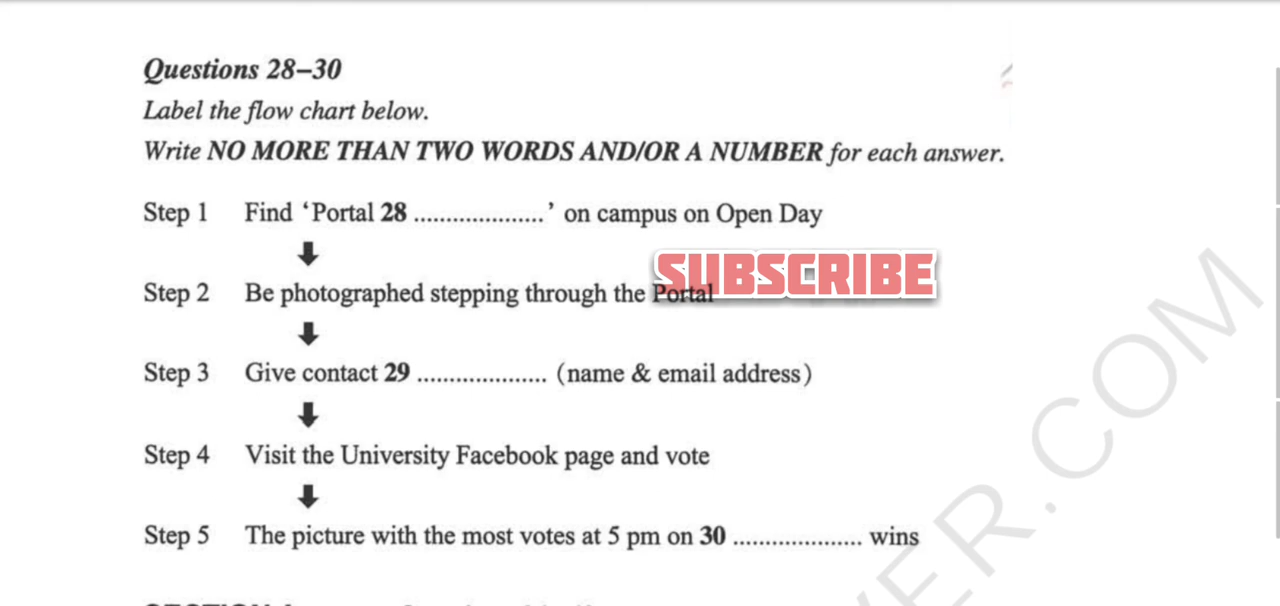 Questions 28–30
Label the flow chart below.
Write NO MORE THAN TWO WORDS AND/OR A NUMBER for each answer.
Step 1 Find ‘Portal 28 ....................’ on campus on Open Day
SUBSCRIBE
Step 2 Be photographed stepping through the Portal
Step 3 Give contact 29 .................... (name & email address)
Step 4 Visit the University Facebook page and vote
Step 5 The picture with the most votes at 5 pm on 30 .................... wins
VER.COM